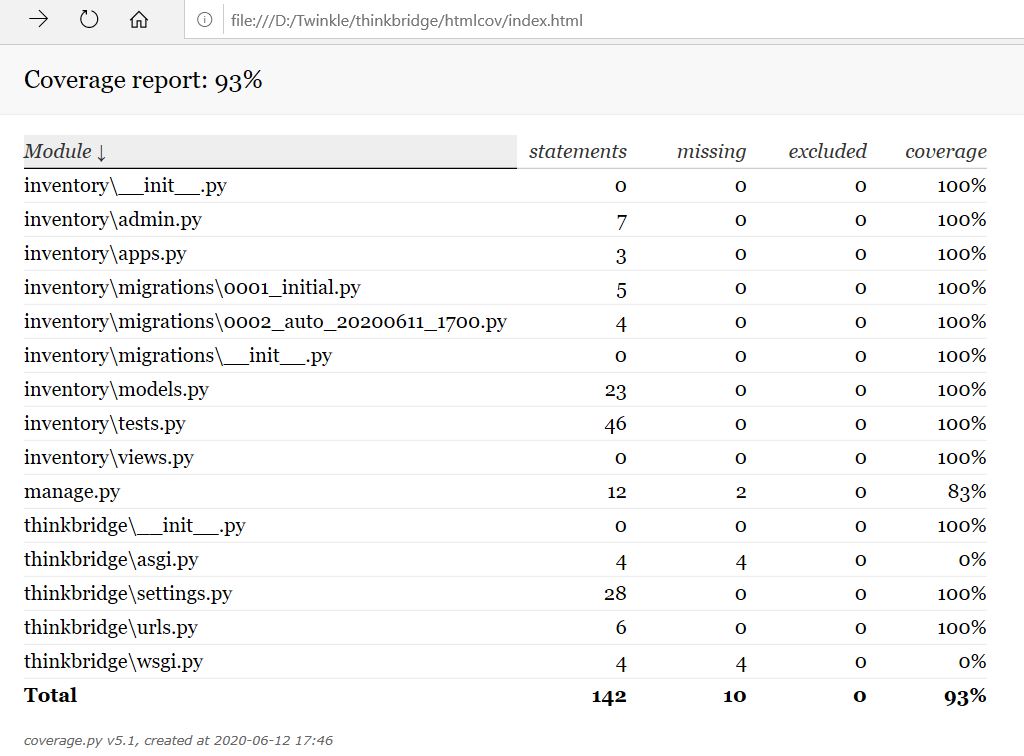 file:///D:/Twinkle/thinkbridge/htmlcov/index.html
Coverage report: 93%
Module ↓ statements missing excluded coverage
inventory\__init__.py 0 0 0 100%
inventory\admin.py 7 0 0 100%
inventory\apps.py 3 0 0 100%
inventory\migrations\0001_initial.py 5 0 0 100%
inventory\migrations\0002_auto_20200611_1700.py 4 0 0 100%
inventory\migrations\__init__.py 0 0 0 100%
inventory\models.py 23 0 0 100%
inventory\tests.py 46 0 0 100%
inventory\views.py 0 0 0 100%
manage.py 12 2 0 83%
thinkbridge\__init__.py 0 0 0 100%
thinkbridge\asgi.py 4 4 0 0%
thinkbridge\settings.py 28 0 0 100%
thinkbridge\urls.py 6 0 0 100%
thinkbridge\wsgi.py 4 4 0 0%
Total 142 10 0 93%
coverage.py v5.1, created at 2020-06-12 17:46